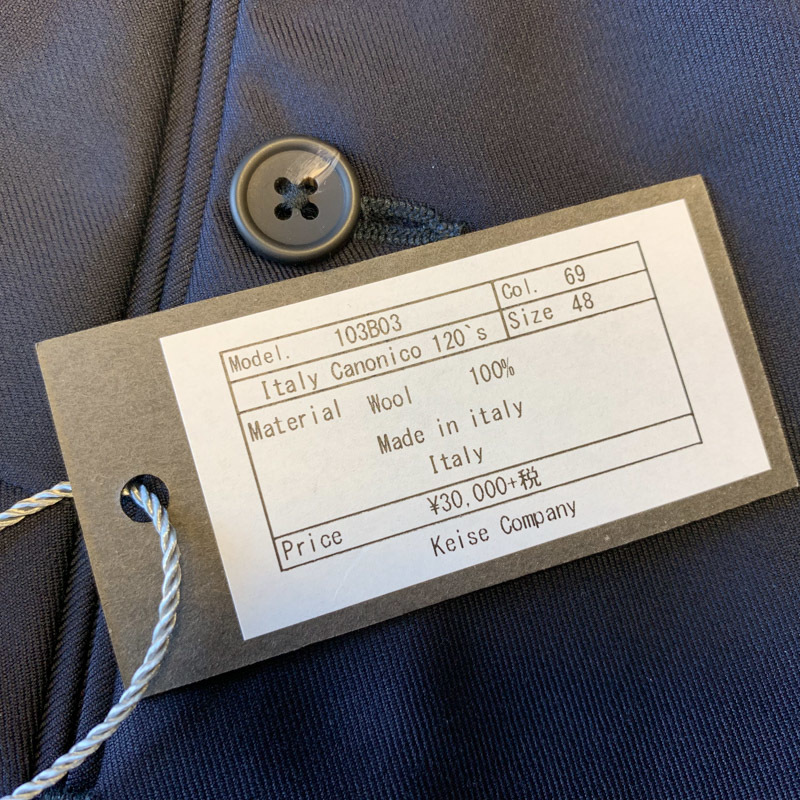 Model. 103B03 Col. 69
Italy Canonico 120`s Size 48
Material Wool 100%
Made in italy
Italy
Price ¥30,000+税
Keise Company